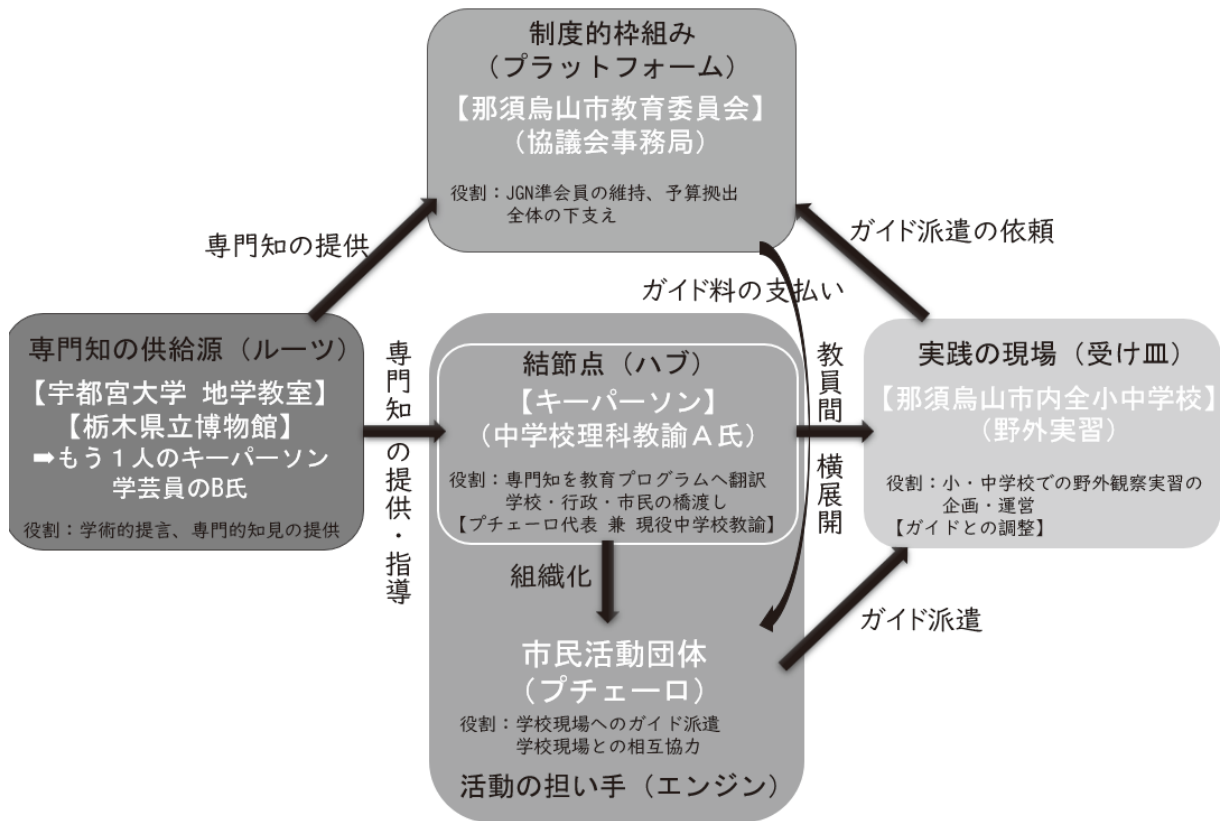 制度的枠組み
（プラットフォーム）
【那須烏山市教育委員会】
（協議会事務局）
役割：JGN準会員の維持、予算拠出
全体の下支え
専門知の提供
ガイド派遣の依頼
ガイド料の支払い
専門知の供給源（ルーツ）
【宇都宮大学 地学教室】
【栃木県立博物館】
➡もう１人のキーパーソン
学芸員のB氏
役割：学術的提言、専門的知見の提供
専門知の提供・指導
結節点（ハブ）
【キーパーソン】
（中学校理科教諭Ａ氏）
役割：専門知を教育プログラムへ翻訳
学校・行政・市民の橋渡し
【プチェーロ代表 兼 現役中学校教諭】
教員間 横展開
実践の現場（受け皿）
【那須烏山市内全小中学校】
（野外実習）
役割：小・中学校での野外観察実習の
企画・運営
【ガイドとの調整】
組織化
ガイド派遣
市民活動団体
（プチェーロ）
役割：学校現場へのガイド派遣
学校現場との相互協力
活動の担い手（エンジン）